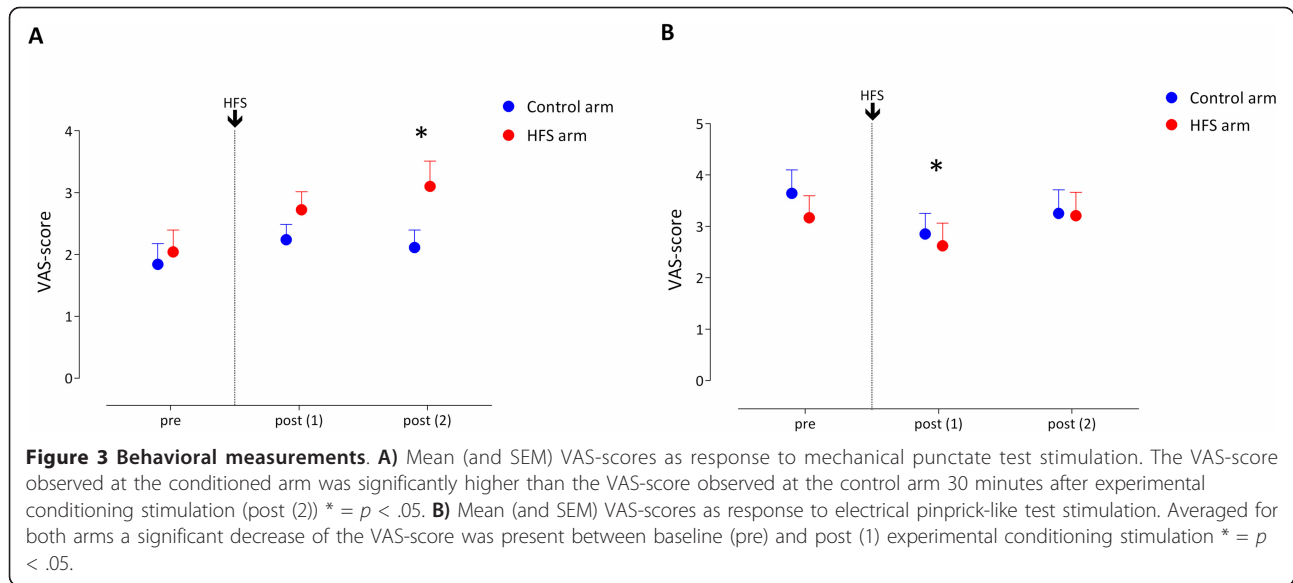 A
HFS
Control arm
HFS arm
4
*
3
2
1
0
VAS-score
pre
post (1)
post (2)
B
HFS
Control arm
HFS arm
5
4
*
3
2
1
0
VAS-score
pre
post (1)
post (2)
Figure 3 Behavioral measurements. A) Mean (and SEM) VAS-scores as response to mechanical punctate test stimulation. The VAS-score
observed at the conditioned arm was significantly higher than the VAS-score observed at the control arm 30 minutes after experimental
conditioning stimulation (post (2)) * = p < .05. B) Mean (and SEM) VAS-scores as response to electrical pinprick-like test stimulation. Averaged for
both arms a significant decrease of the VAS-score was present between baseline (pre) and post (1) experimental conditioning stimulation * = p
< .05.